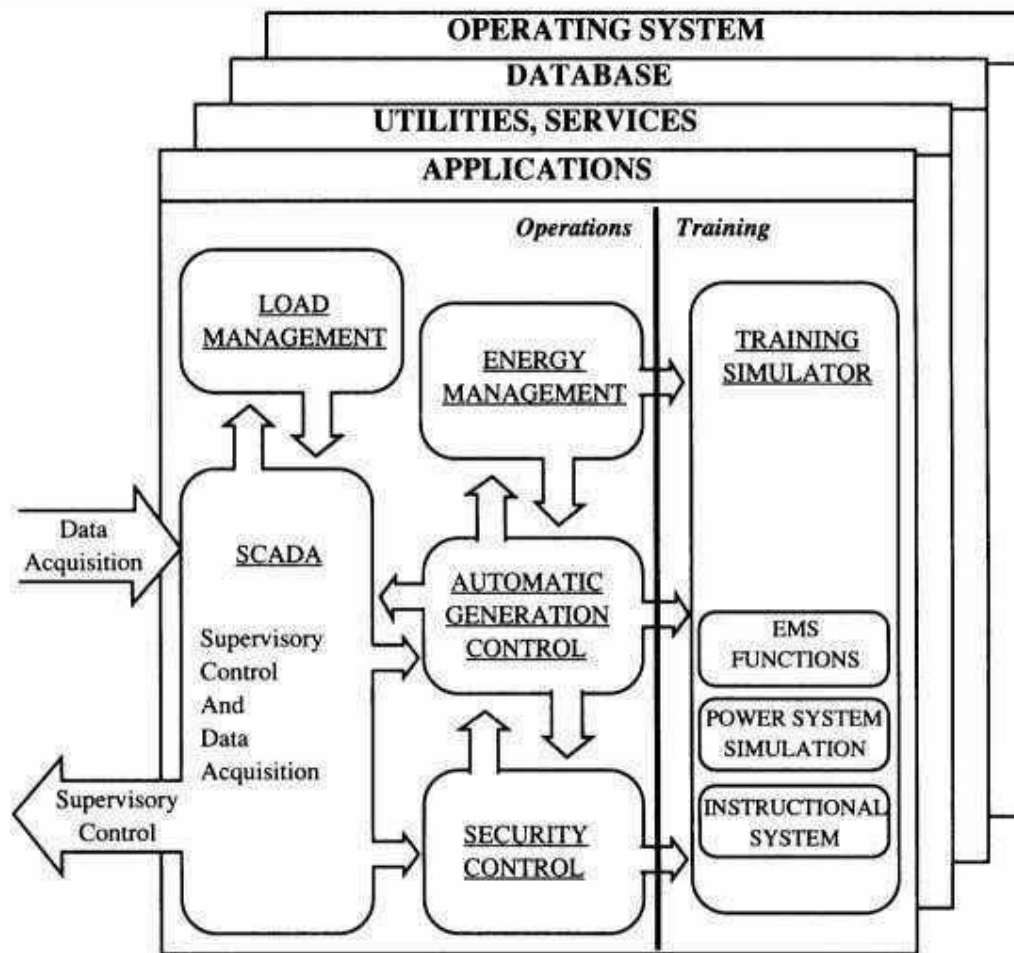 OPERATING SYSTEM
DATABASE
UTILITIES, SERVICES
APPLICATIONS
Operations
Training
LOAD
MANAGEMENT
ENERGY
MANAGEMENT
TRAINING
SIMULATOR
Data
Acquisition
SCADA
Supervisory
Control
And
Data
Acquisition
AUTOMATIC
GENERATION
CONTROL
EMS
FUNCTIONS
POWER SYSTEM
SIMULATION
INSTRUCTIONAL
SYSTEM
Supervisory
Control
SECURITY
CONTROL